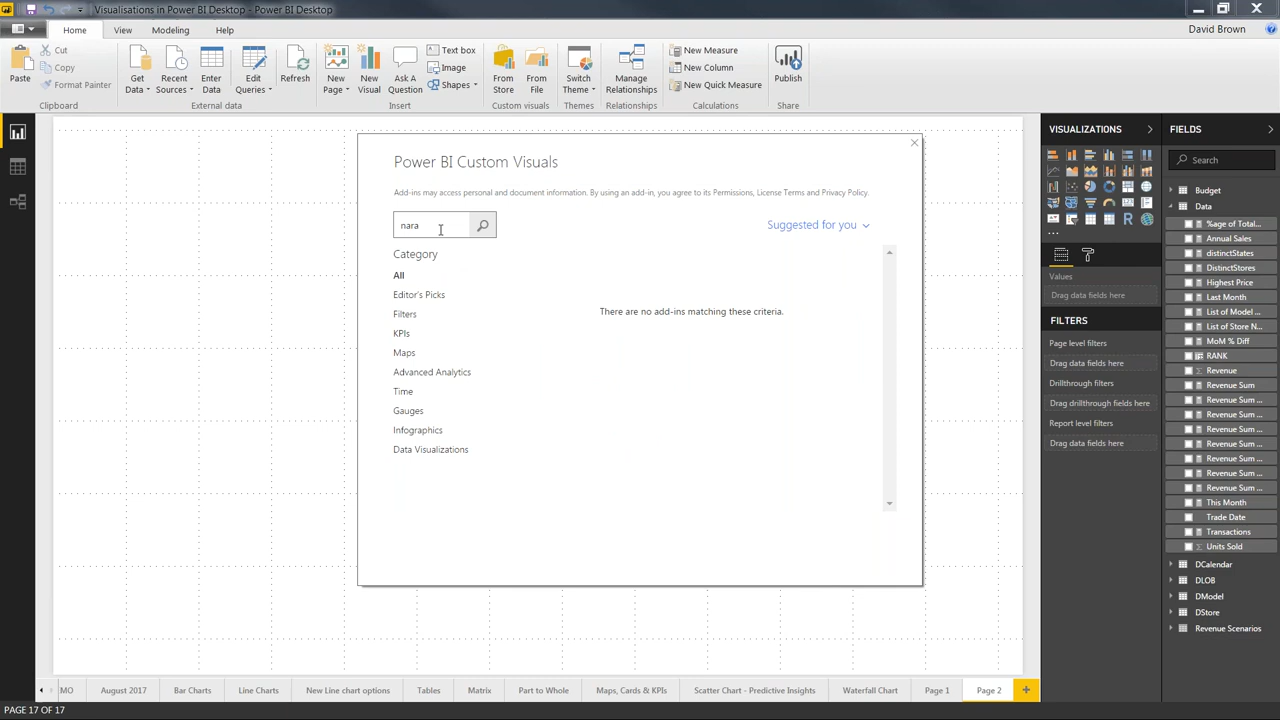 Visualisations in Power BI Desktop - Power BI Desktop
Home View Modeling Help
David Brown
Paste
Cut
Copy
Format Painter
Clipboard
Get Data
Recent Sources
Enter Data
Edit Queries
External data
Refresh
New Page
New Visual
Ask A Question
Text box
Image
Shapes
Insert
From Store
From File
Custom visuals
Switch Theme
Themes
Manage Relationships
Relationships
New Measure
New Column
New Quick Measure
Calculations
Publish
Share
Power BI Custom Visuals
Add-ins may access personal and document information. By using an add-in, you agree to its Permissions, License Terms and Privacy Policy.
nara
Suggested for you
Category
All
Editor's Picks
Filters
KPIs
Maps
Advanced Analytics
Time
Gauges
Infographics
Data Visualizations
There are no add-ins matching these criteria.
VISUALIZATIONS
R
Values
Drag data fields here
FILTERS
Page level filters
Drag data fields here
Drillthrough filters
Drag drillthrough fields here
Report level filters
Drag data fields here
FIELDS
Search
Budget
Data
%age of Total...
Annual Sales
distinctStates
DistinctStores
Highest Price
Last Month
List of Model ...
List of Store N...
MoM % Diff
RANK
Revenue
Revenue Sum
Revenue Sum ...
Revenue Sum ...
Revenue Sum ...
Revenue Sum ...
Revenue Sum ...
Revenue Sum ...
Revenue Sum ...
This Month
Trade Date
Transactions
Units Sold
DCalendar
DLOB
DModel
DStore
Revenue Scenarios
MO August 2017 Bar Charts Line Charts New Line chart options Tables Matrix Part to Whole Maps, Cards & KPIs Scatter Chart - Predictive Insights Waterfall Chart Page 1 Page 2
PAGE 17 OF 17